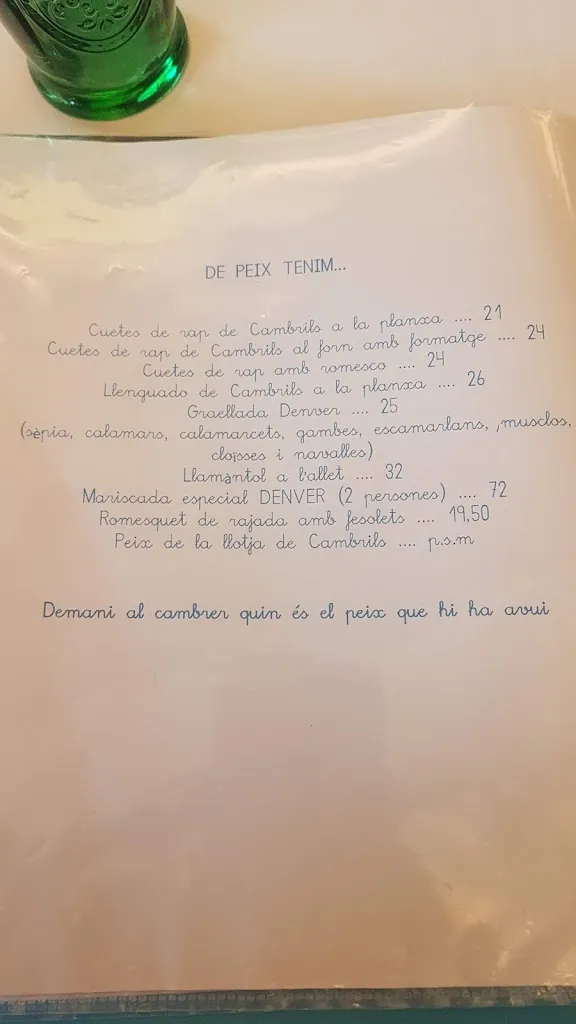 DE PEIX TENIM...
Cuetes de rap de Cambrils a la planxa .... 21
Cuetes de rap de Cambrils al forn amb formatge .... 24
Cuetes de rap amb romesco .... 24
Llenguado de Cambrils a la planxa .... 26
Graellada Denver .... 25
(sèpia, calamars, calamarcets, gambes, escamarlans, musclos,
cloïsses i navalles)
Llamàntol a l'allet .... 32
Mariscada especial DENVER (2 persones) .... 72
Romesquet de rajada amb fesolets .... 19,50
Peix de la llotja de Cambrils .... p.s.m
Demani al cambrer quin és el peix que hi ha avui